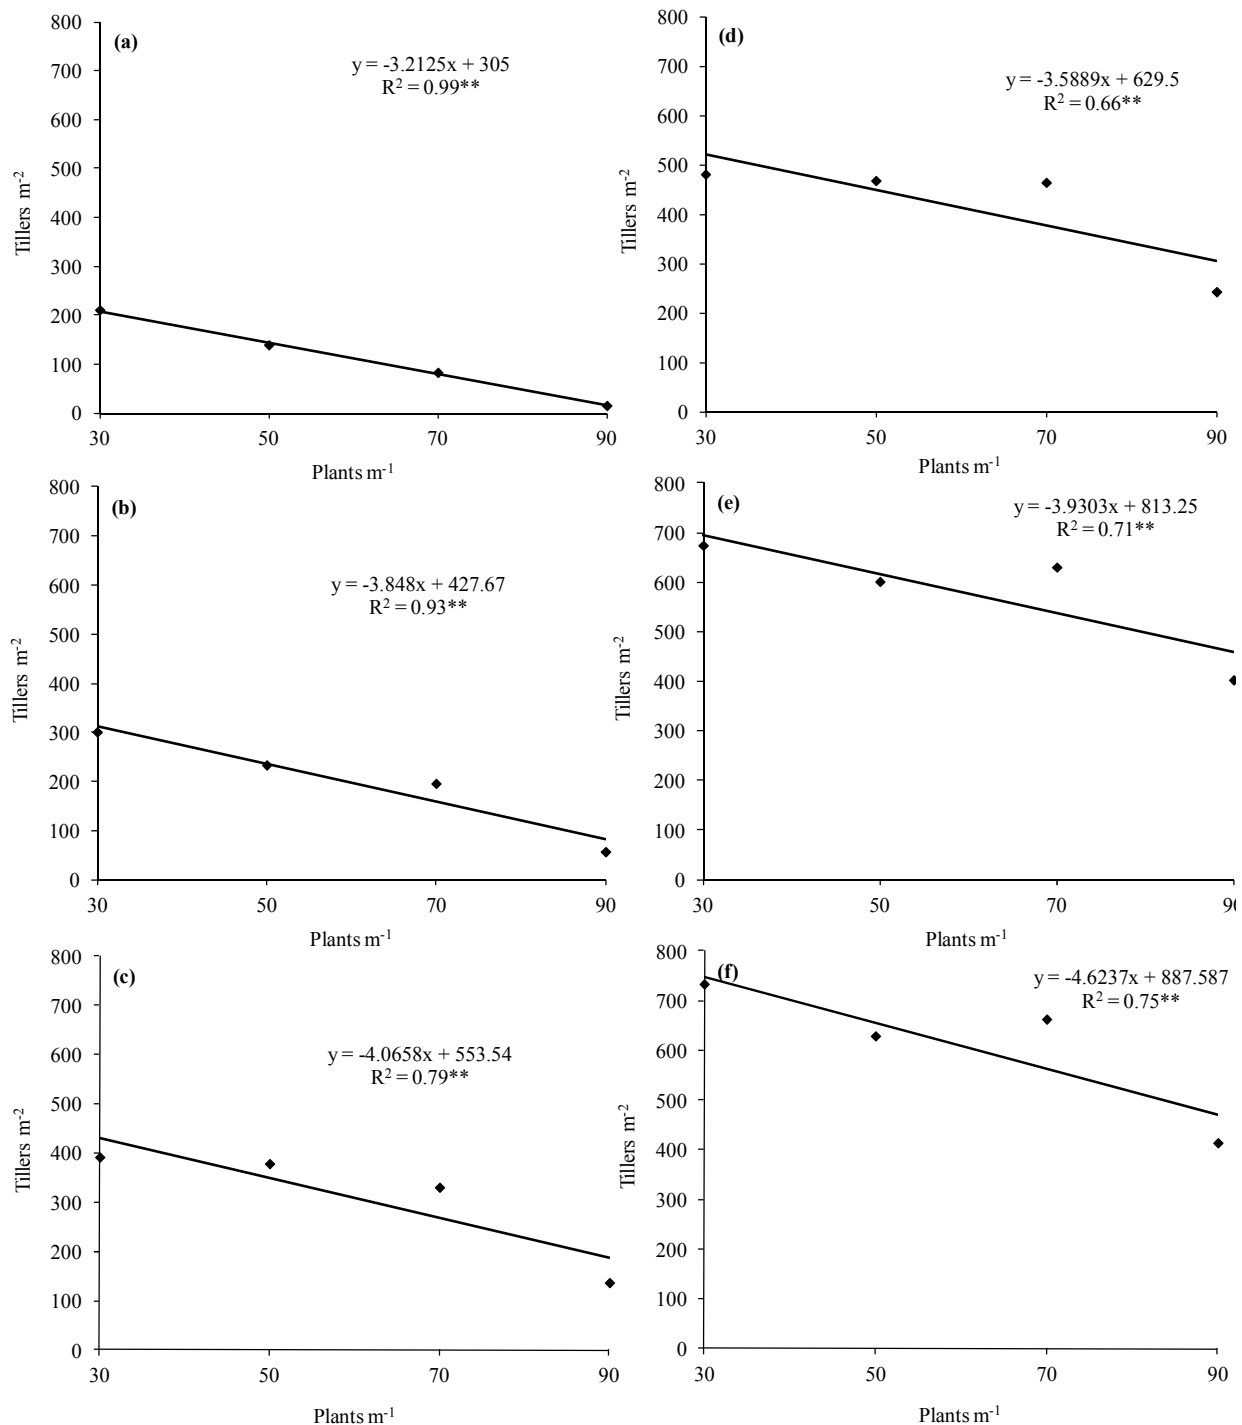 (a)
y = -3.2125x + 305
R² = 0.99**
800
700
600
500
400
300
200
100
0
Tillers m⁻²
30 50 70 90
Plants m⁻¹
(b)
y = -3.848x + 427.67
R² = 0.93**
800
700
600
500
400
300
200
100
0
Tillers m⁻²
30 50 70 90
Plants m⁻¹
(c)
y = -4.0658x + 553.54
R² = 0.79**
800
700
600
500
400
300
200
100
0
Tillers m⁻²
30 50 70 90
Plants m⁻¹
(d)
y = -3.5889x + 629.5
R² = 0.66**
800
700
600
500
400
300
200
100
0
Tillers m⁻²
30 50 70 90
Plants m⁻¹
(e)
y = -3.9303x + 813.25
R² = 0.71**
800
700
600
500
400
300
200
100
0
Tillers m⁻²
30 50 70 90
Plants m⁻¹
(f)
y = -4.6237x + 887.587
R² = 0.75**
800
700
600
500
400
300
200
100
0
Tillers m⁻²
30 50 70 90
Plants m⁻¹